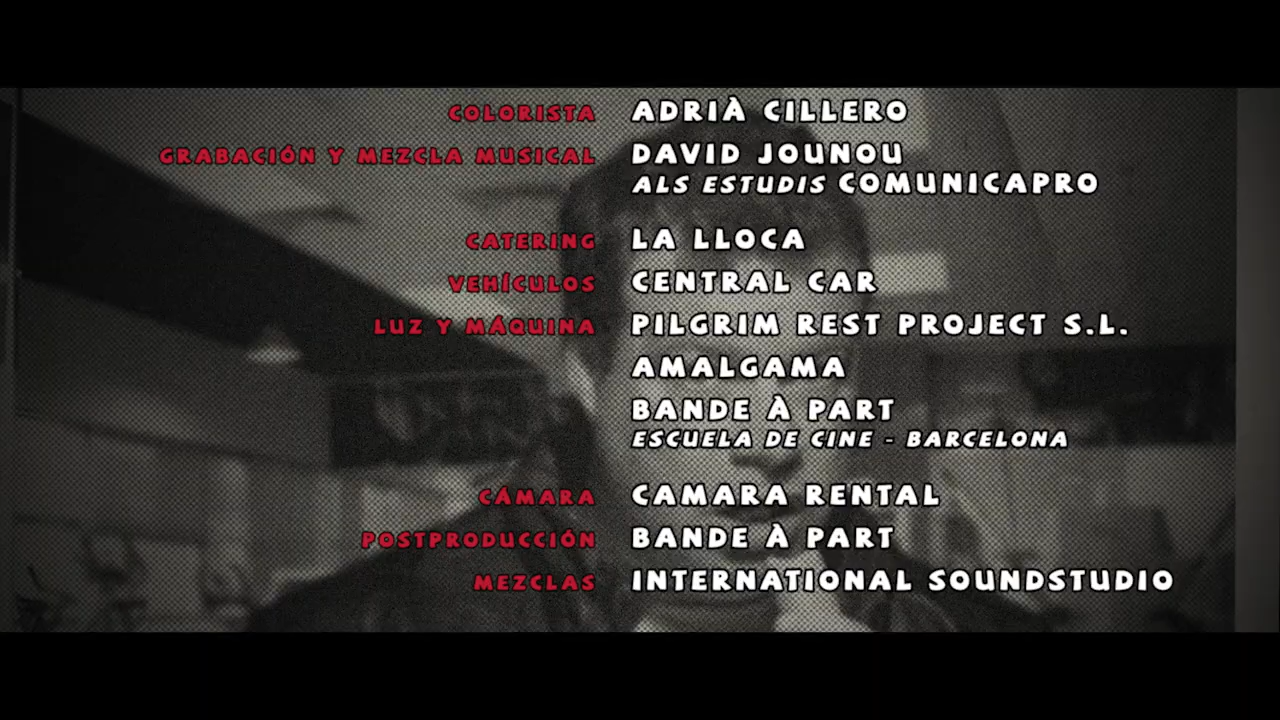 COLORISTA ADRIÀ CILLERO
GRABACIÓN Y MEZCLA MUSICAL DAVID JOUNOU
ALS ESTUDIS COMUNICAPRO
CATERING LA LLOCA
VEHÍCULOS CENTRAL CAR
LUZ Y MÁQUINA PILGRIM REST PROJECT S.L.
AMALGAMA
BANDE À PART
ESCUELA DE CINE - BARCELONA
CÁMARA CAMARA RENTAL
POSTPRODUCCIÓN BANDE À PART
MEZCLAS INTERNATIONAL SOUNDSTUDIO